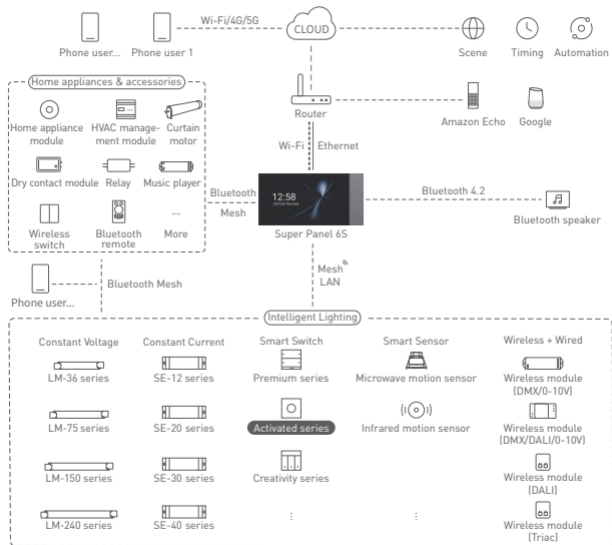 Wi-Fi/4G/5G
CLOUD
Phone user...
Phone user 1
Scene
Timing
Automation
Home appliances & accessories
Home appliance
module
HVAC manage-
ment module
Curtain
motor
Dry contact module
Relay
Music player
Wireless
switch
Bluetooth
remote
...
More
Router
Amazon Echo
Google
Wi-Fi
Ethernet
Bluetooth
Mesh
12:58
Super Panel 6S
Bluetooth 4.2
Bluetooth speaker
Mesh
LAN
Phone user...
Bluetooth Mesh
Intelligent Lighting
Constant Voltage
LM-36 series
LM-75 series
LM-150 series
LM-240 series
Constant Current
SE-12 series
SE-20 series
SE-30 series
SE-40 series
Smart Switch
Premium series
Activated series
Creativity series
⋮
Smart Sensor
Microwave motion sensor
Infrared motion sensor
⋮
Wireless + Wired
Wireless module
(DMX/0-10V)
Wireless module
(DMX/DALI/0-10V)
Wireless module
(DALI)
Wireless module
(Triac)